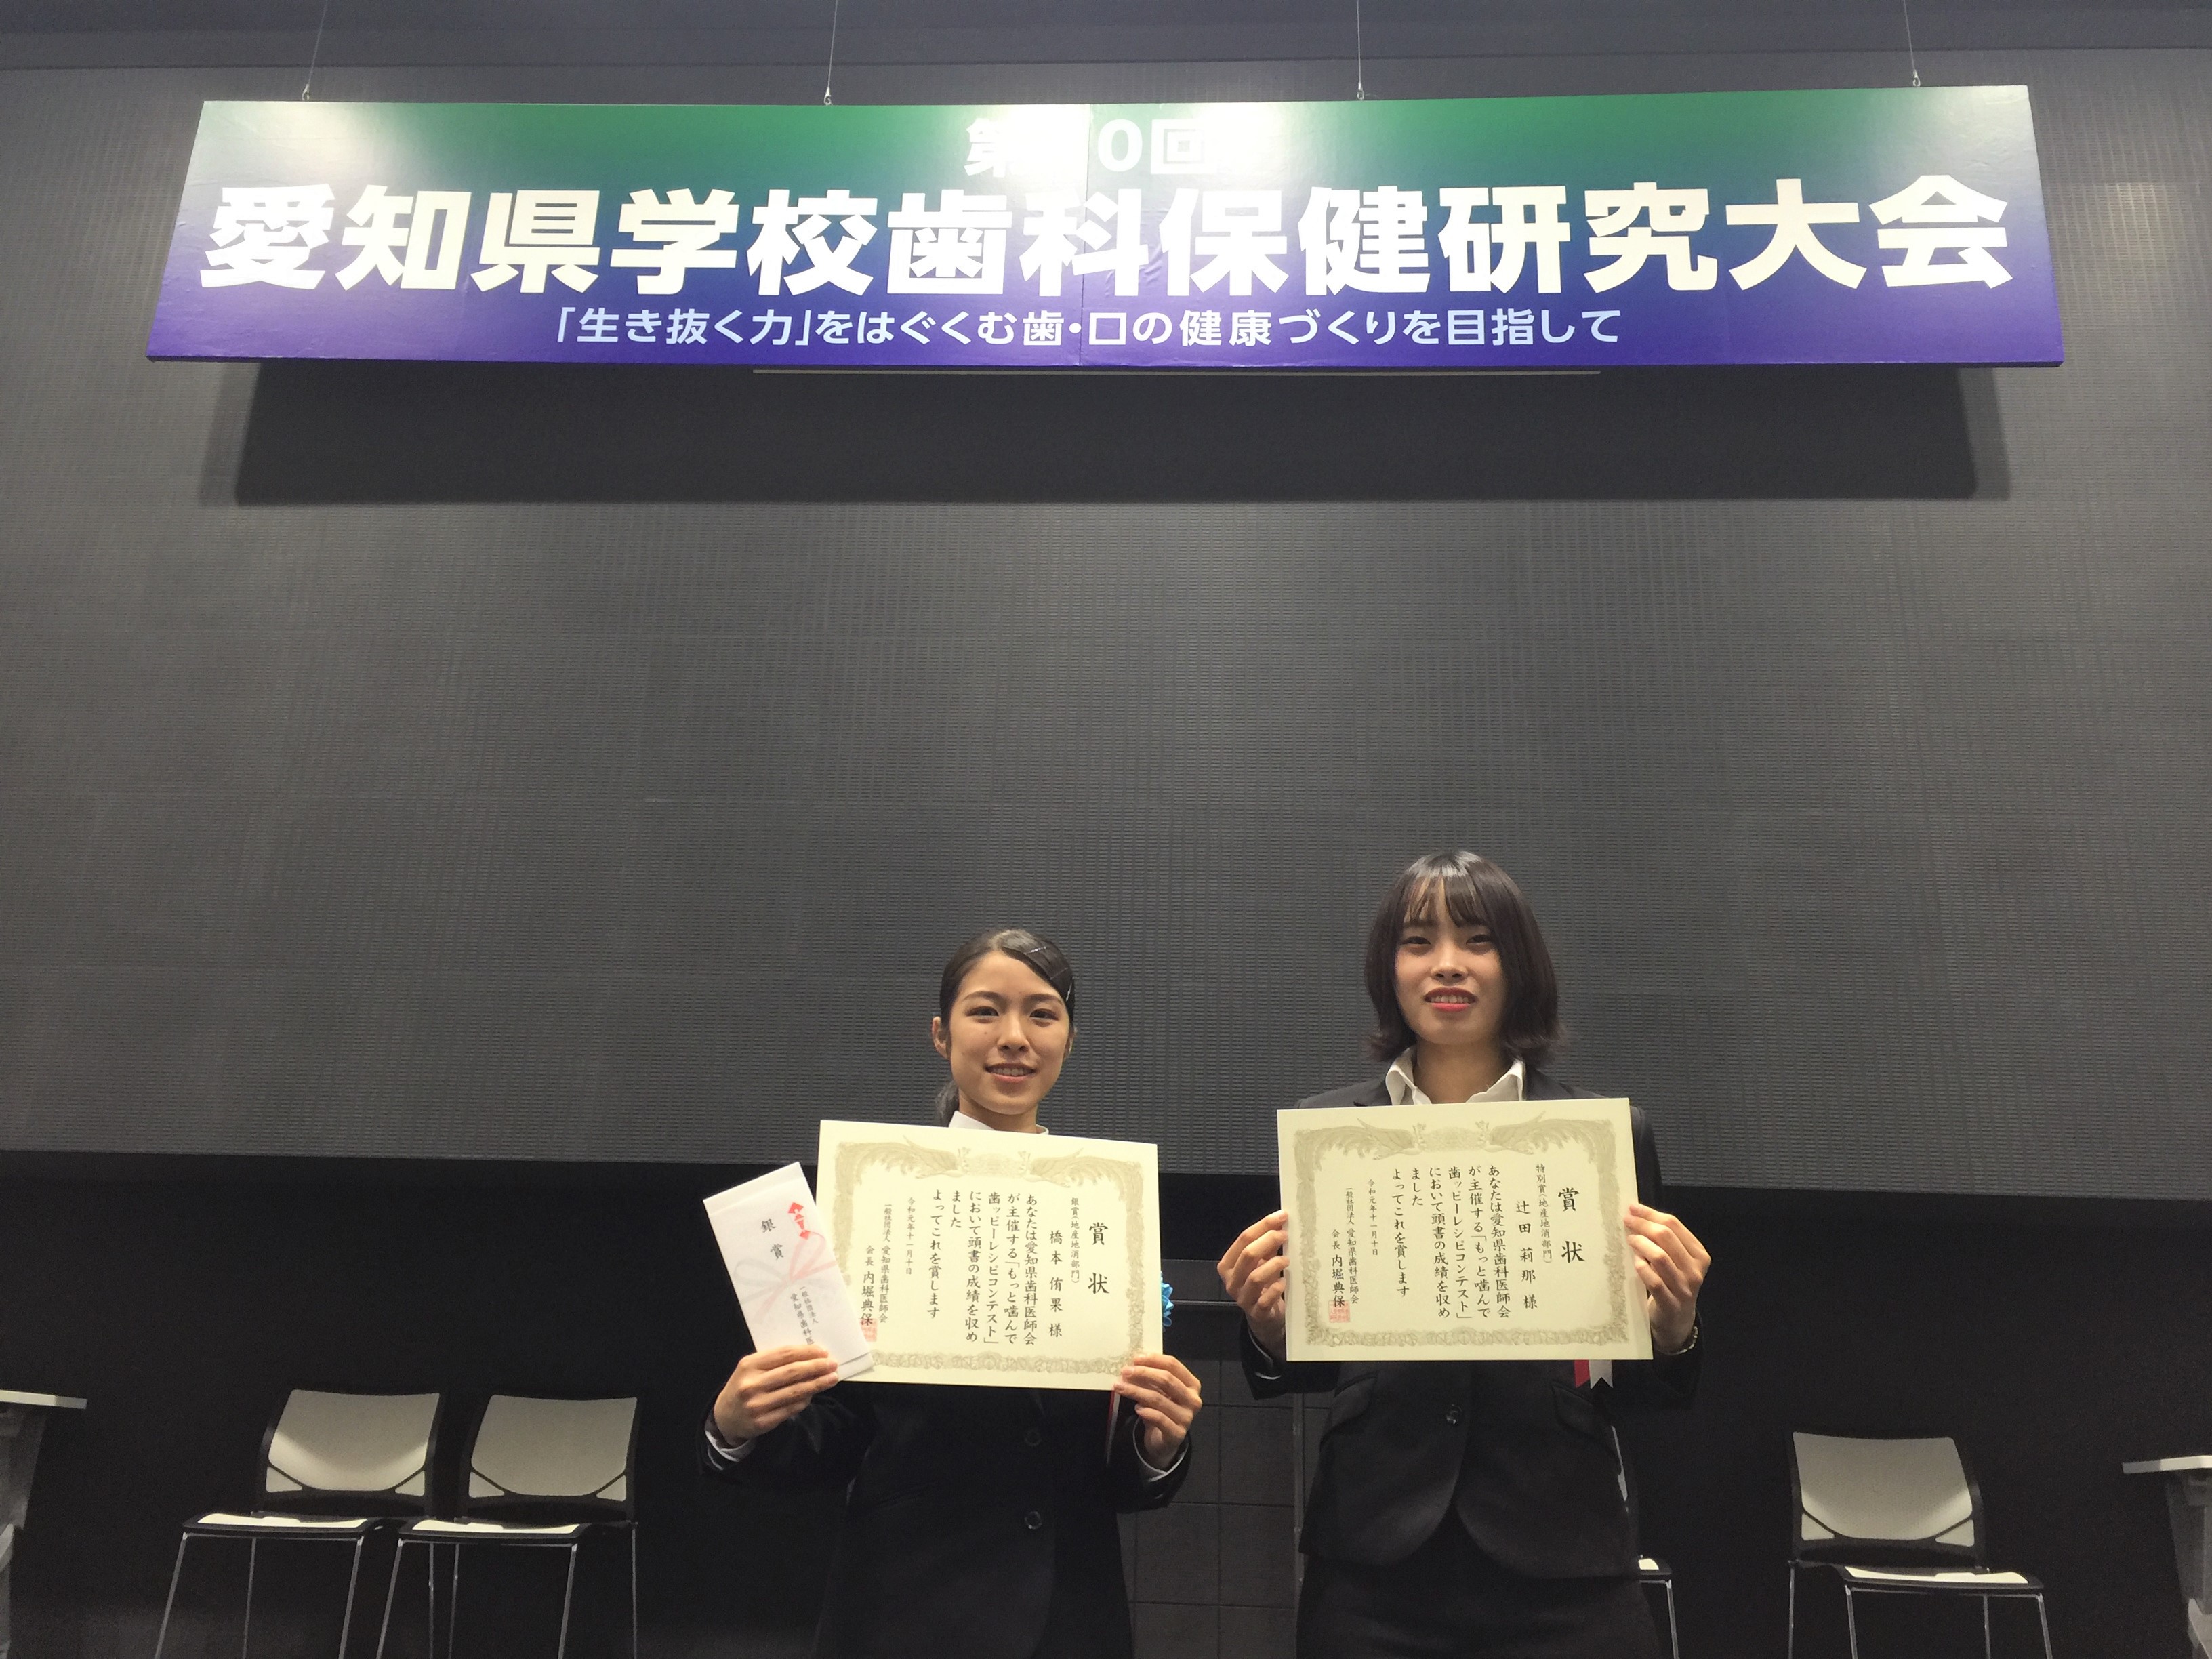 第 0回
愛知県学校歯科保健研究大会
「生き抜く力」をはぐくむ歯・口の健康づくりを目指して
銀賞
一般社団法人
愛知県歯科医
賞状
銀賞(地産地消部門)
橋本侑果様
あなたは愛知県歯科医師会
が主催する「もっと噛んで
歯ッピーレシピコンテスト」
において頭書の成績を収め
ました
よってこれを賞します
令和元年十一月十日
一般社団法人 愛知県歯科医師会
会長 内堀典保
賞状
特別賞(地産地消部門)
辻田莉那様
あなたは愛知県歯科医師会
が主催する「もっと噛んで
歯ッピーレシピコンテスト」
において頭書の成績を収め
ました
よってこれを賞します
令和元年十一月十日
一般社団法人 愛知県歯科医師会
会長 内堀典保